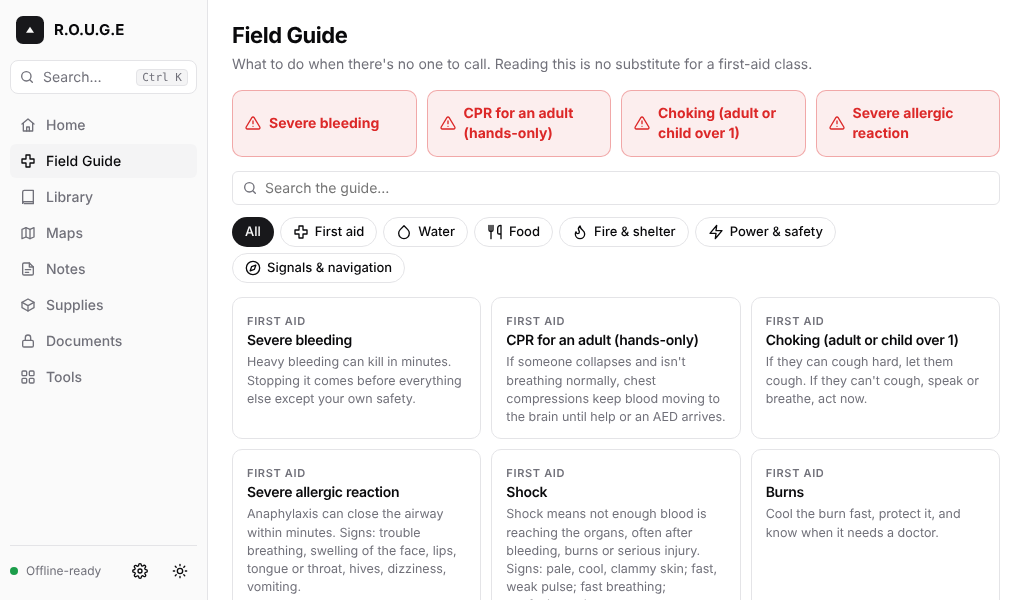 R.O.U.G.E
Search...
Ctrl K
Home
Field Guide
Library
Maps
Notes
Supplies
Documents
Tools
Offline-ready
Field Guide
What to do when there's no one to call. Reading this is no substitute for a first-aid class.
Severe bleeding
CPR for an adult
(hands-only)
Choking (adult or
child over 1)
Severe allergic
reaction
Search the guide...
All
First aid
Water
Food
Fire & shelter
Power & safety
Signals & navigation
FIRST AID
Severe bleeding
Heavy bleeding can kill in minutes.
Stopping it comes before everything
else except your own safety.
FIRST AID
CPR for an adult (hands-only)
If someone collapses and isn't
breathing normally, chest
compressions keep blood moving to
the brain until help or an AED arrives.
FIRST AID
Choking (adult or child over 1)
If they can cough hard, let them
cough. If they can't cough, speak or
breathe, act now.
FIRST AID
Severe allergic reaction
Anaphylaxis can close the airway
within minutes. Signs: trouble
breathing, swelling of the face, lips,
tongue or throat, hives, dizziness,
vomiting.
FIRST AID
Shock
Shock means not enough blood is
reaching the organs, often after
bleeding, burns or serious injury.
Signs: pale, cool, clammy skin; fast,
weak pulse; fast breathing;
FIRST AID
Burns
Cool the burn fast, protect it, and
know when it needs a doctor.